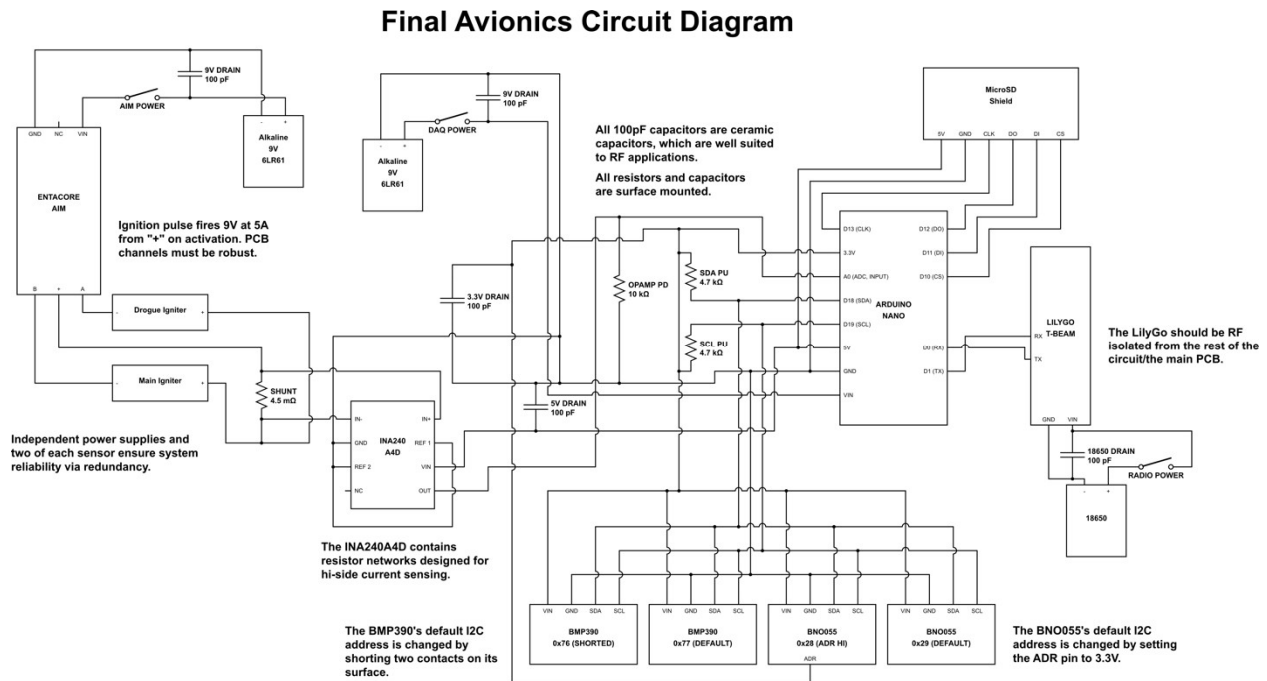 Final Avionics Circuit Diagram
9V DRAIN
100 pF
AIM POWER
GND NC VIN
- +
Alkaline
9V
6LR61
ENTACORE
AIM
B + A
9V DRAIN
100 pF
DAQ POWER
- +
Alkaline
9V
6LR61
Ignition pulse fires 9V at 5A
from "+" on activation. PCB
channels must be robust.
- Drogue Igniter +
- Main Igniter +
SHUNT
4.5 mΩ
Independent power supplies and
two of each sensor ensure system
reliability via redundancy.
All 100pF capacitors are ceramic
capacitors, which are well suited
to RF applications.
All resistors and capacitors
are surface mounted.
MicroSD
Shield
5V GND CLK DO DI CS
3.3V DRAIN
100 pF
OPAMP PD
10 kΩ
SDA PU
4.7 kΩ
SCL PU
4.7 kΩ
5V DRAIN
100 pF
D13 (CLK)
3.3V
A0 (ADC, INPUT)
D18 (SDA)
D19 (SCL)
5V
GND
VIN
ARDUINO
NANO
D12 (DO)
D11 (DI)
D10 (CS)
D0 (RX)
D1 (TX)
LILYGO
T-BEAM
RX
TX
GND VIN
The LilyGo should be RF
isolated from the rest of the
circuit/the main PCB.
18650 DRAIN
100 pF
RADIO POWER
- +
18650
IN- IN+
GND REF 1
REF 2 VIN
NC OUT
INA240
A4D
The INA240A4D contains
resistor networks designed for
hi-side current sensing.
The BMP390's default I2C
address is changed by
shorting two contacts on its
surface.
VIN GND SDA SCL
BMP390
0x76 (SHORTED)
VIN GND SDA SCL
BMP390
0x77 (DEFAULT)
VIN GND SDA SCL
BNO055
0x28 (ADR HI)
ADR
VIN GND SDA SCL
BNO055
0x29 (DEFAULT)
The BNO055's default I2C
address is changed by setting
the ADR pin to 3.3V.